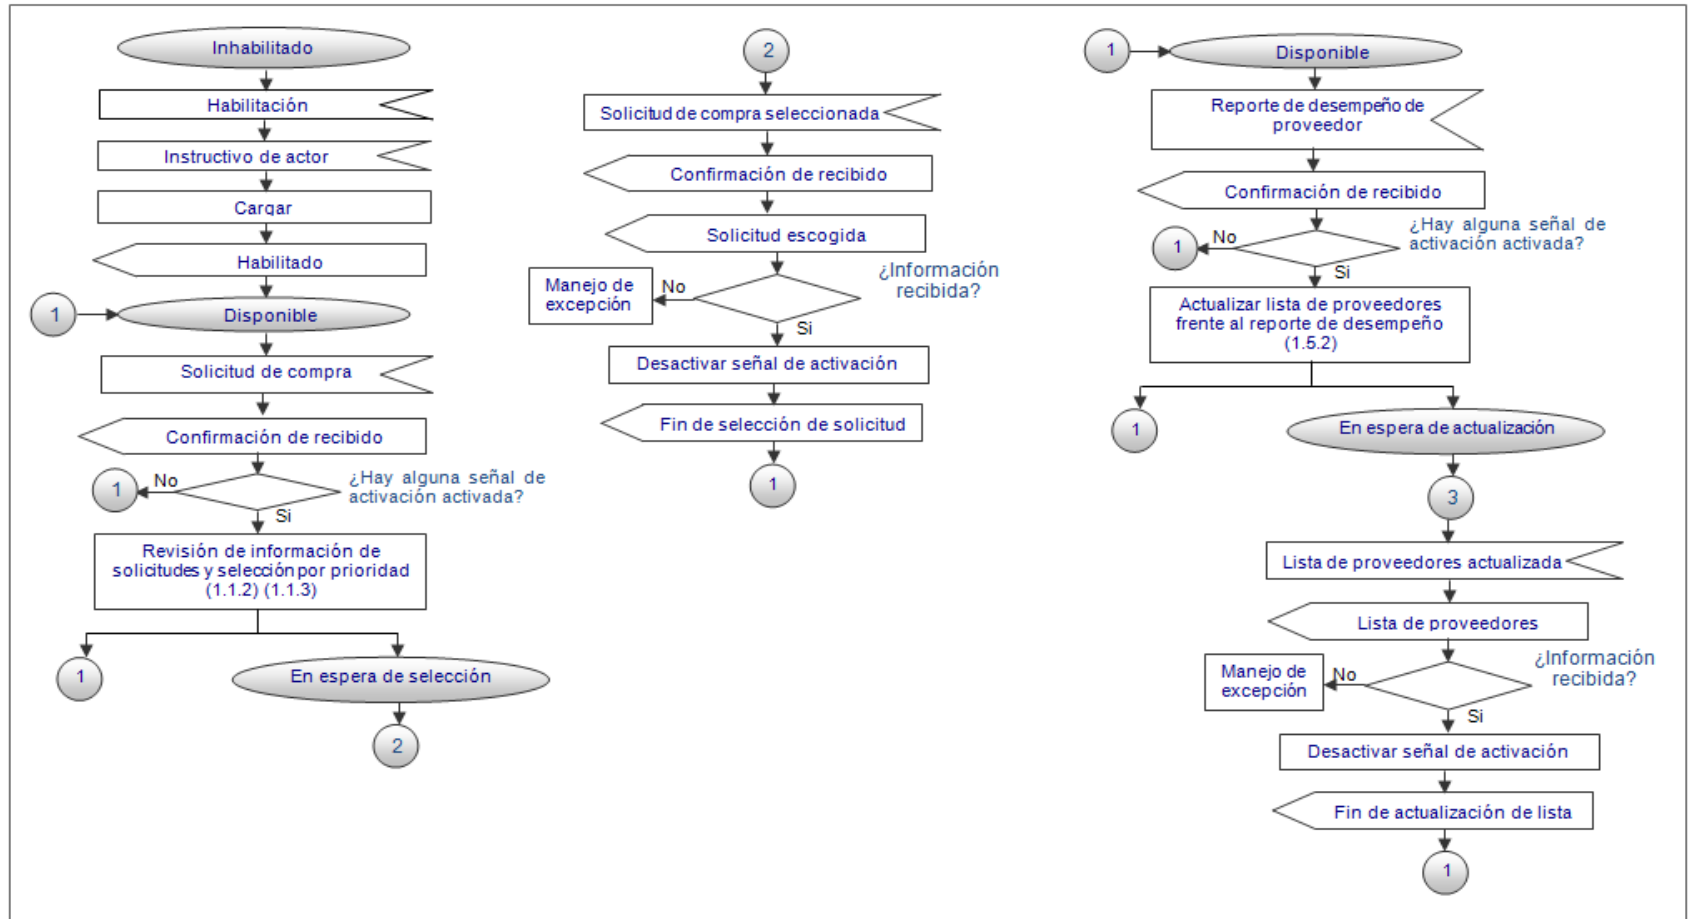 Inhabilitado
Habilitación
Instructivo de actor
Cargar
Habilitado
1
Disponible
Solicitud de compra
Confirmación de recibido
¿Hay alguna señal de
activación activada?
No
1
Si
Revisión de información de
solicitudes y selección por prioridad
(1.1.2) (1.1.3)
1
En espera de selección
2
2
Solicitud de compra seleccionada
Confirmación de recibido
Solicitud escogida
¿Información
recibida?
Manejo de
excepción
No
Si
Desactivar señal de activación
Fin de selección de solicitud
1
1
Disponible
Reporte de desempeño de
proveedor
Confirmación de recibido
¿Hay alguna señal de
activación activada?
1
No
Si
Actualizar lista de proveedores
frente al reporte de desempeño
(1.5.2)
1
En espera de actualización
3
Lista de proveedores actualizada
Lista de proveedores
¿Información
recibida?
Manejo de
excepción
No
Si
Desactivar señal de activación
Fin de actualización de lista
1